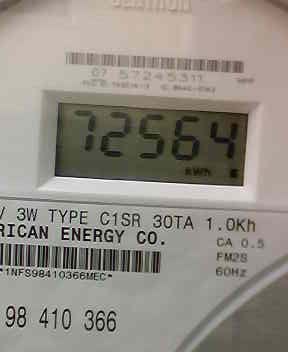 07 57245311
72564
KWH
V 3W TYPE C1SR 30TA 1.0Kh
RICAN ENERGY CO.
CA 0.5
FM2S
60Hz
*1NFS98410366MEC*
98 410 366